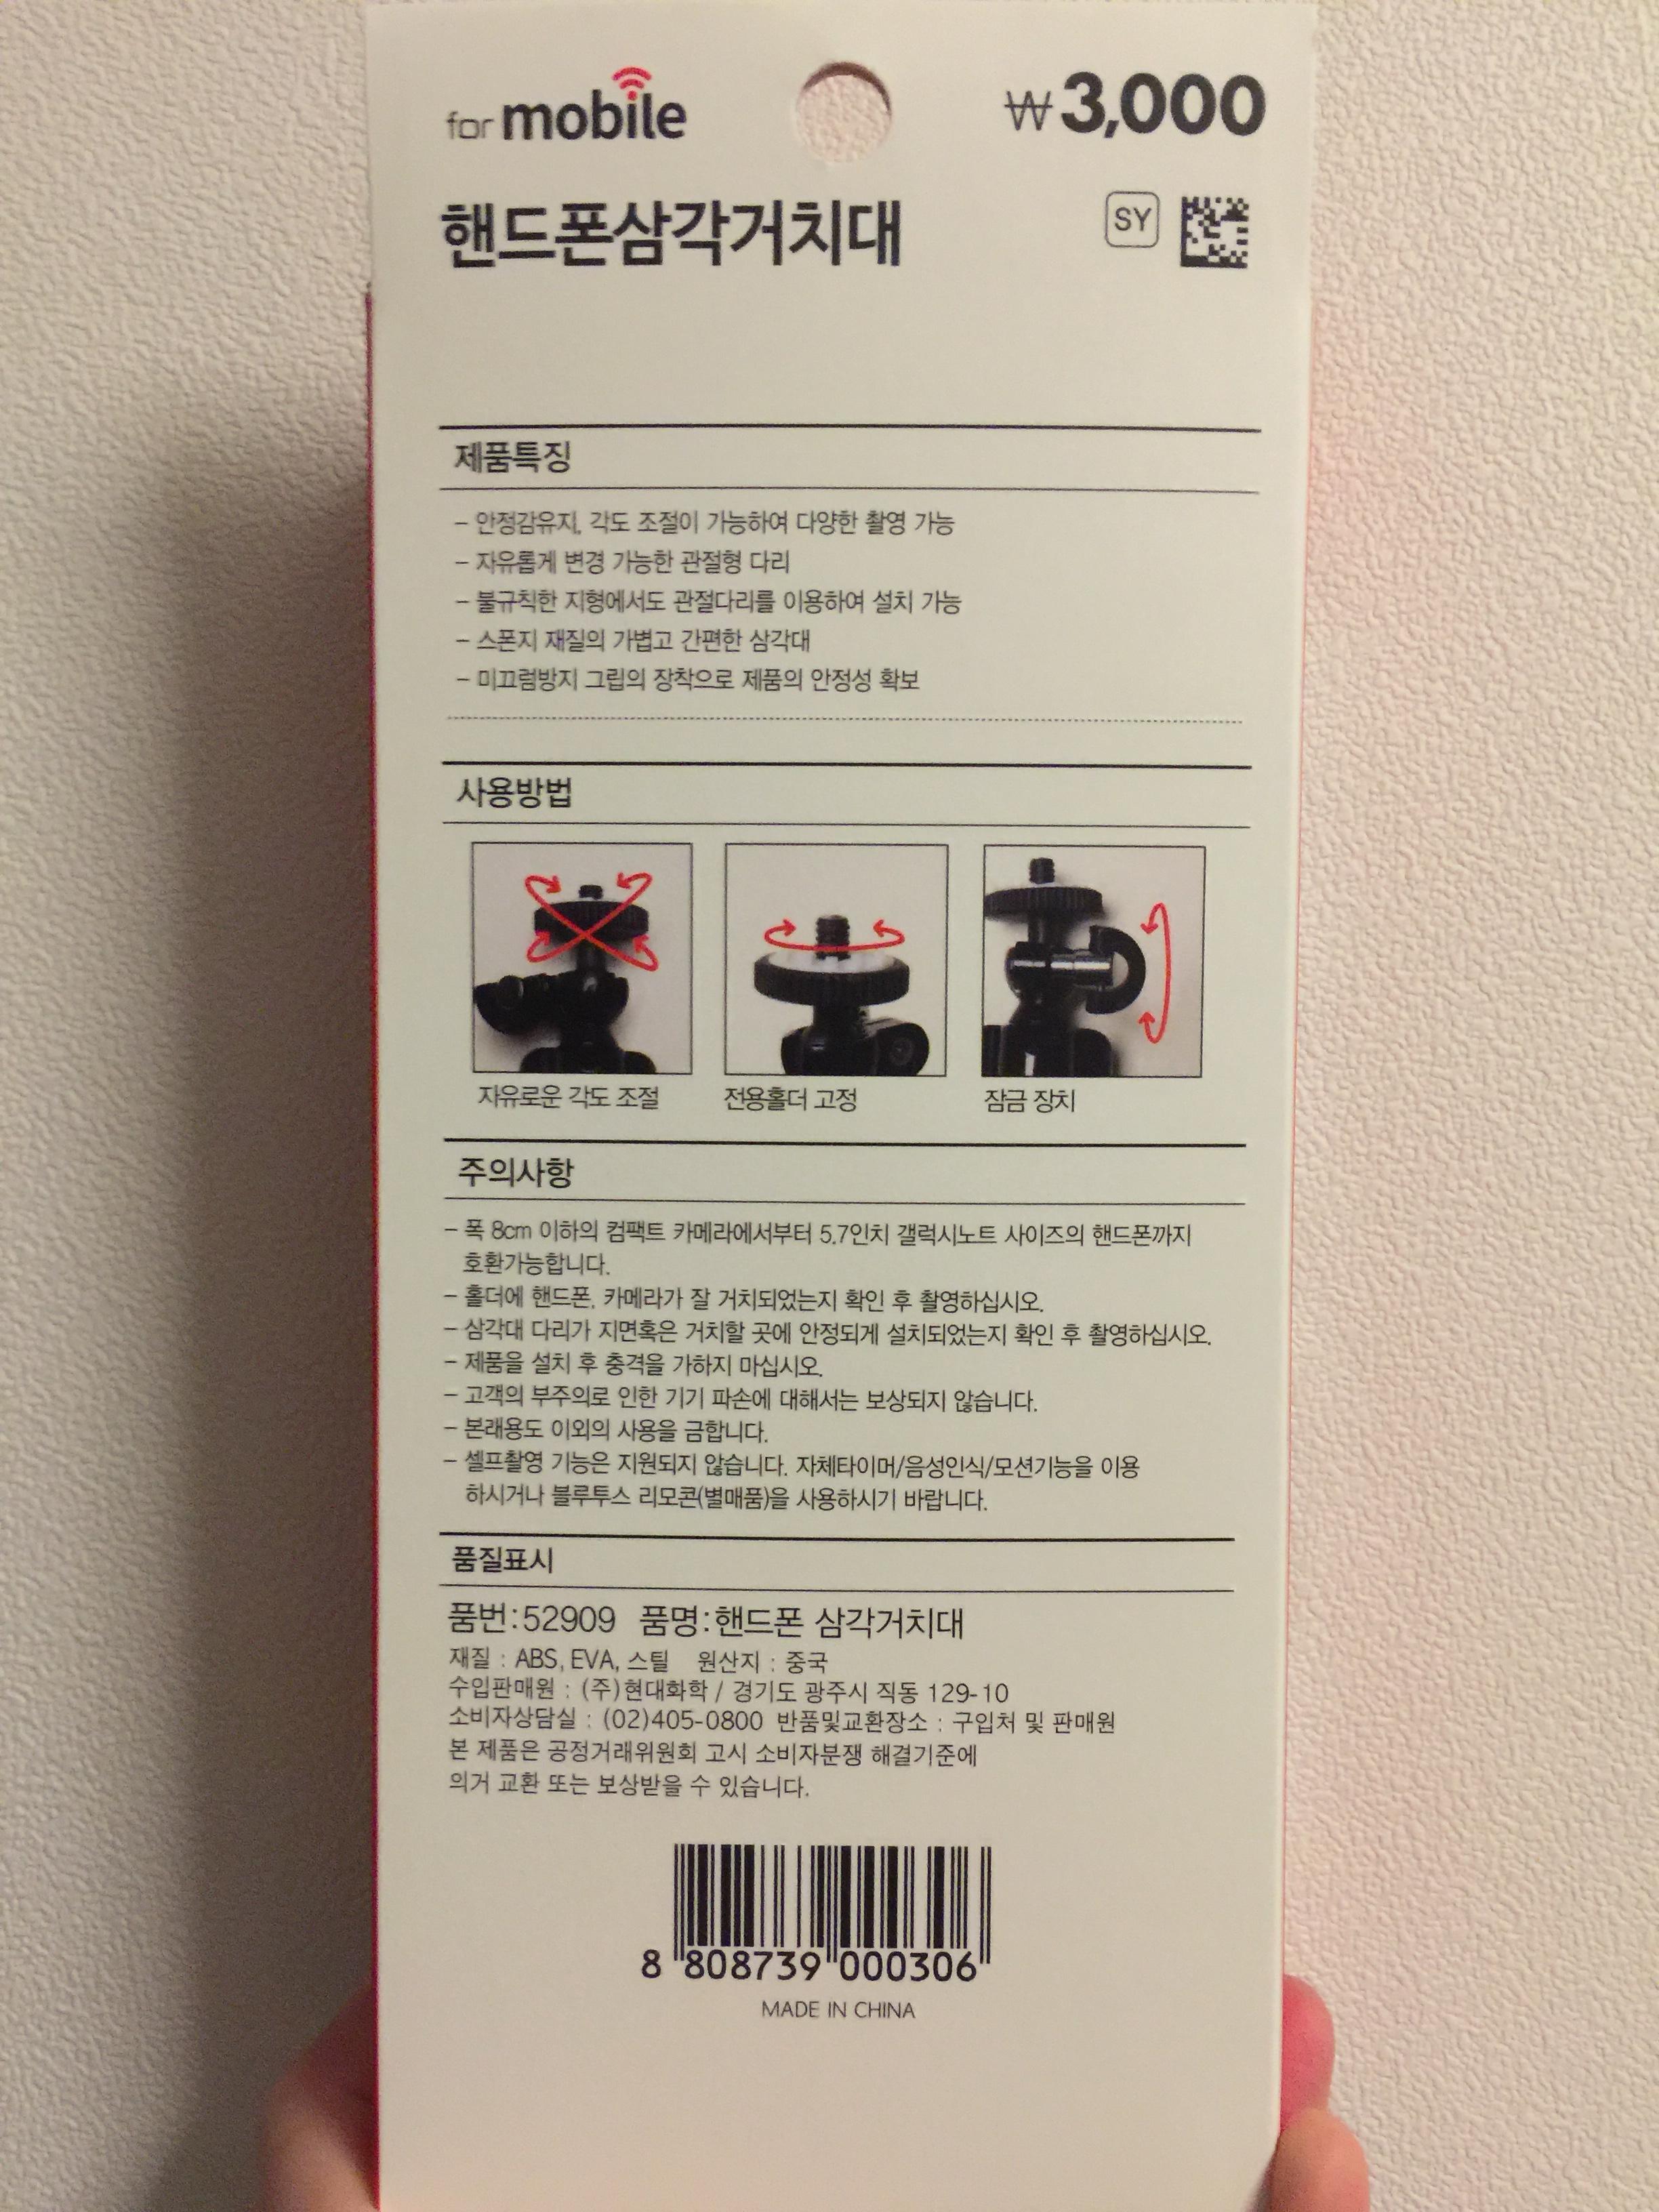 for mobile
₩3,000
핸드폰삼각거치대
SY
제품특징
- 안정감유지, 각도 조절이 가능하여 다양한 촬영 가능
- 자유롭게 변경 가능한 관절형 다리
- 불규칙한 지형에서도 관절다리를 이용하여 설치 가능
- 스폰지 재질의 가볍고 간편한 삼각대
- 미끄럼방지 그립의 장착으로 제품의 안정성 확보
사용방법
자유로운 각도 조절
전용홀더 고정
잠금 장치
주의사항
- 폭 8cm 이하의 컴팩트 카메라에서부터 5.7인치 갤럭시노트 사이즈의 핸드폰까지
호환가능합니다.
- 홀더에 핸드폰, 카메라가 잘 거치되었는지 확인 후 촬영하십시오.
- 삼각대 다리가 지면혹은 거치할 곳에 안정되게 설치되었는지 확인 후 촬영하십시오.
- 제품을 설치 후 충격을 가하지 마십시오.
- 고객의 부주의로 인한 기기 파손에 대해서는 보상되지 않습니다.
- 본래용도 이외의 사용을 금합니다.
- 셀프촬영 기능은 지원되지 않습니다. 자체타이머/음성인식/모션기능을 이용
하시거나 블루투스 리모콘(별매품)을 사용하시기 바랍니다.
품질표시
품번:52909 품명:핸드폰 삼각거치대
재질 : ABS, EVA, 스틸 원산지 : 중국
수입판매원 : (주)현대화학 / 경기도 광주시 직동 129-10
소비자상담실 : (02)405-0800 반품및교환장소 : 구입처 및 판매원
본 제품은 공정거래위원회 고시 소비자분쟁 해결기준에
의거 교환 또는 보상받을 수 있습니다.
8 808739 000306
MADE IN CHINA